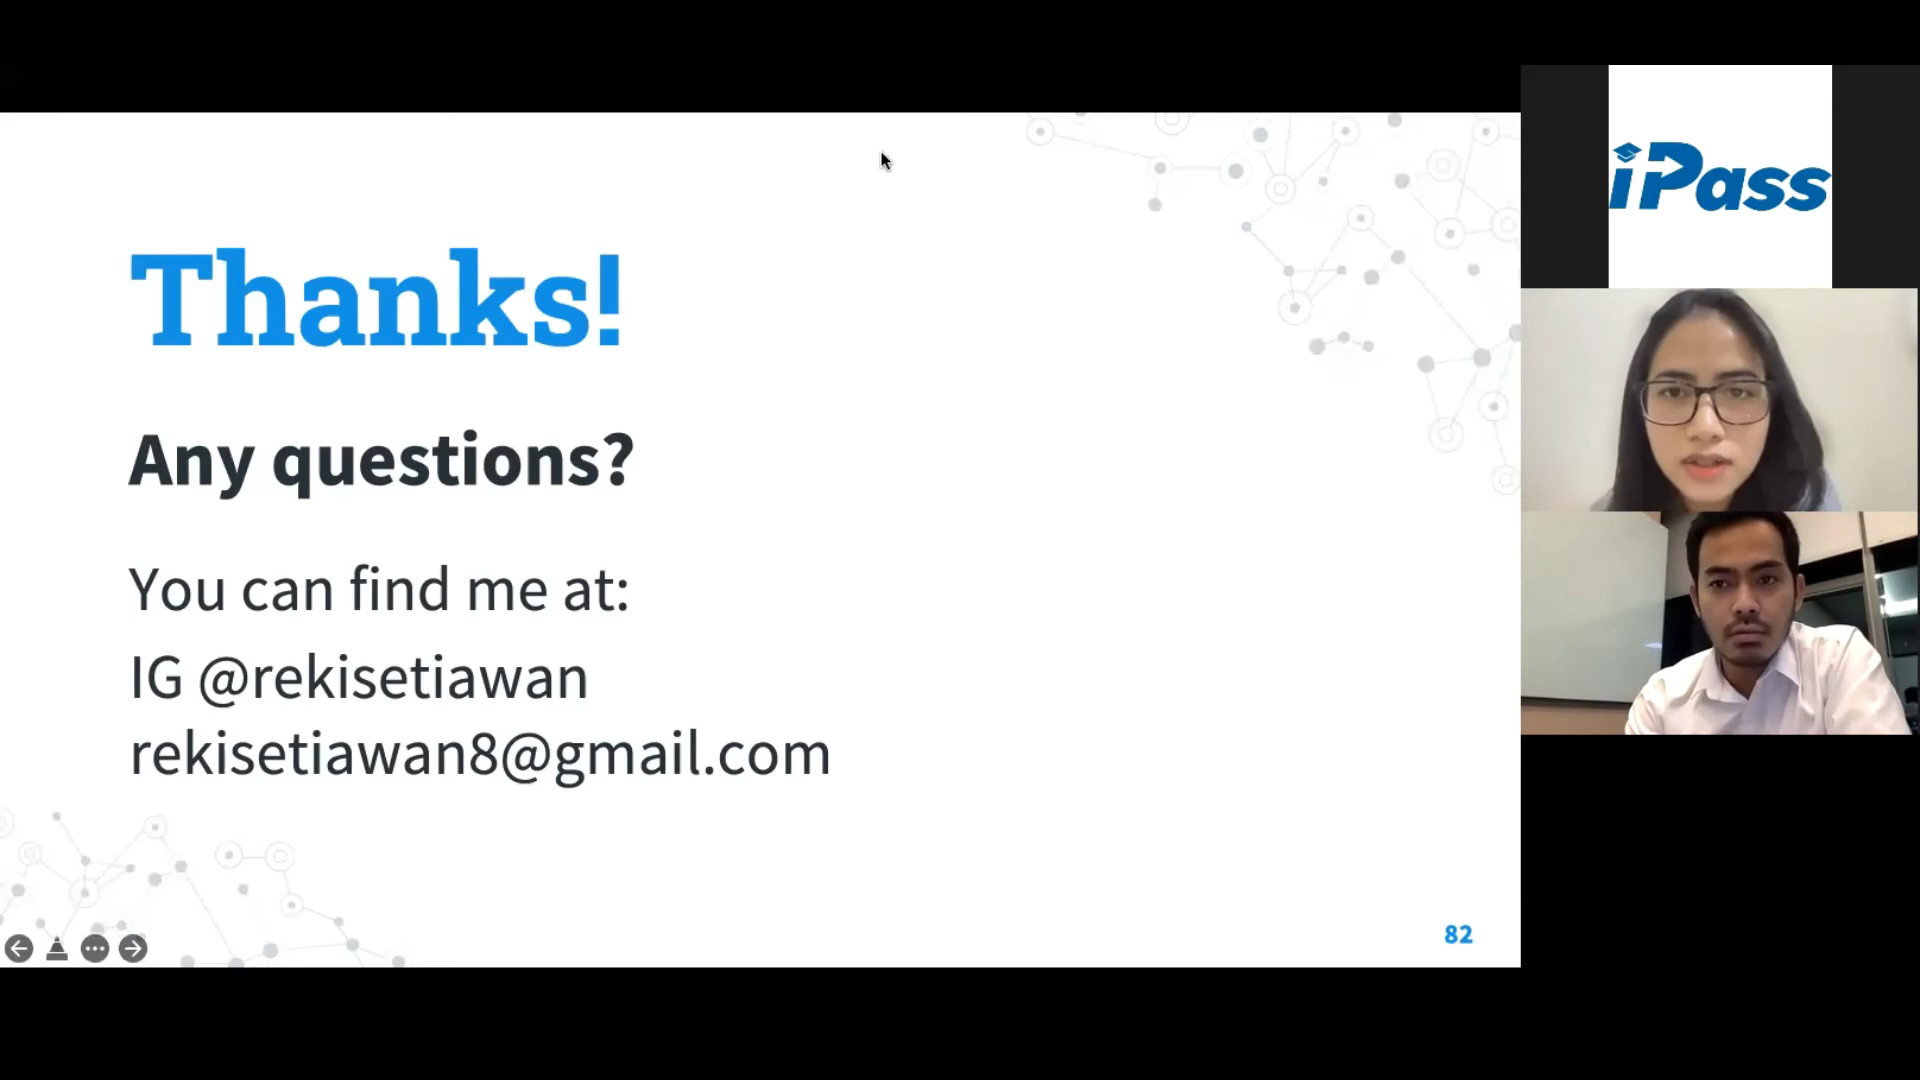 Thanks!
Any questions?
You can find me at:
IG @rekisetiawan
rekisetiawan8@gmail.com
82
iPass